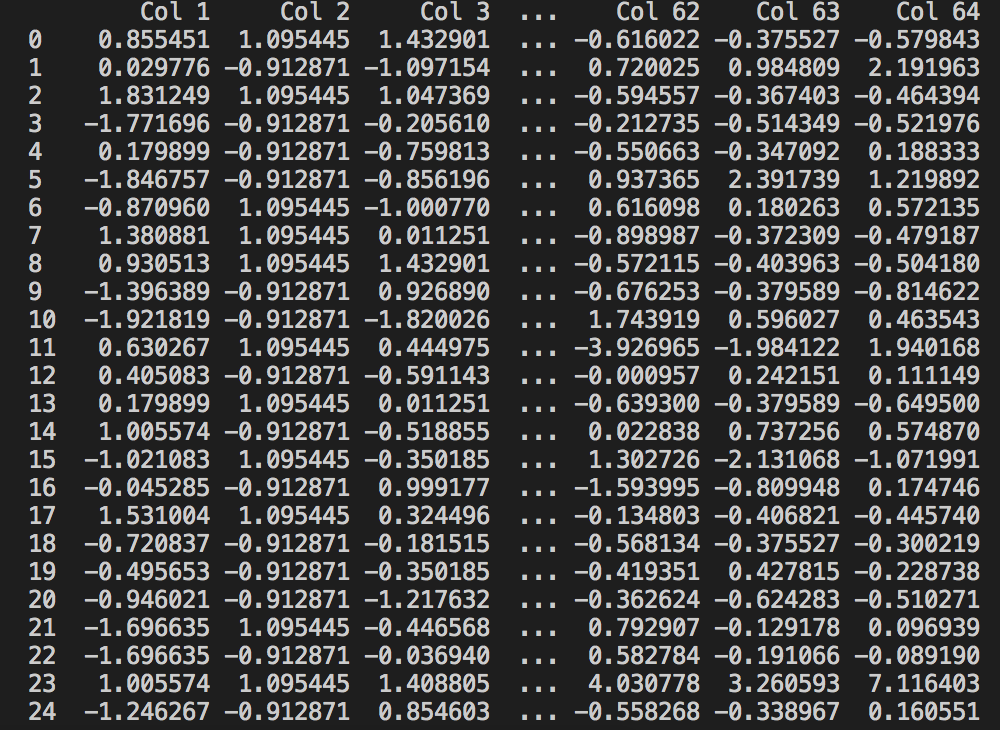 Col 1 Col 2 Col 3 ... Col 62 Col 63 Col 64
0 0.855451 1.095445 1.432901 ... -0.616022 -0.375527 -0.579843
1 0.029776 -0.912871 -1.097154 ... 0.720025 0.984809 2.191963
2 1.831249 1.095445 1.047369 ... -0.594557 -0.367403 -0.464394
3 -1.771696 -0.912871 -0.205610 ... -0.212735 -0.514349 -0.521976
4 0.179899 -0.912871 -0.759813 ... -0.550663 -0.347092 0.188333
5 -1.846757 -0.912871 -0.856196 ... 0.937365 2.391739 1.219892
6 -0.870960 1.095445 -1.000770 ... 0.616098 0.180263 0.572135
7 1.380881 1.095445 0.011251 ... -0.898987 -0.372309 -0.479187
8 0.930513 1.095445 1.432901 ... -0.572115 -0.403963 -0.504180
9 -1.396389 -0.912871 0.926890 ... -0.676253 -0.379589 -0.814622
10 -1.921819 -0.912871 -1.820026 ... 1.743919 0.596027 0.463543
11 0.630267 1.095445 0.444975 ... -3.926965 -1.984122 1.940168
12 0.405083 -0.912871 -0.591143 ... -0.000957 0.242151 0.111149
13 0.179899 1.095445 0.011251 ... -0.639300 -0.379589 -0.649500
14 1.005574 -0.912871 -0.518855 ... 0.022838 0.737256 0.574870
15 -1.021083 1.095445 -0.350185 ... 1.302726 -2.131068 -1.071991
16 -0.045285 -0.912871 0.999177 ... -1.593995 -0.809948 0.174746
17 1.531004 1.095445 0.324496 ... -0.134803 -0.406821 -0.445740
18 -0.720837 -0.912871 -0.181515 ... -0.568134 -0.375527 -0.300219
19 -0.495653 -0.912871 -0.350185 ... -0.419351 0.427815 -0.228738
20 -0.946021 -0.912871 -1.217632 ... -0.362624 -0.624283 -0.510271
21 -1.696635 1.095445 -0.446568 ... 0.792907 -0.129178 0.096939
22 -1.696635 -0.912871 -0.036940 ... 0.582784 -0.191066 -0.089190
23 1.005574 1.095445 1.408805 ... 4.030778 3.260593 7.116403
24 -1.246267 -0.912871 0.854603 ... -0.558268 -0.338967 0.160551